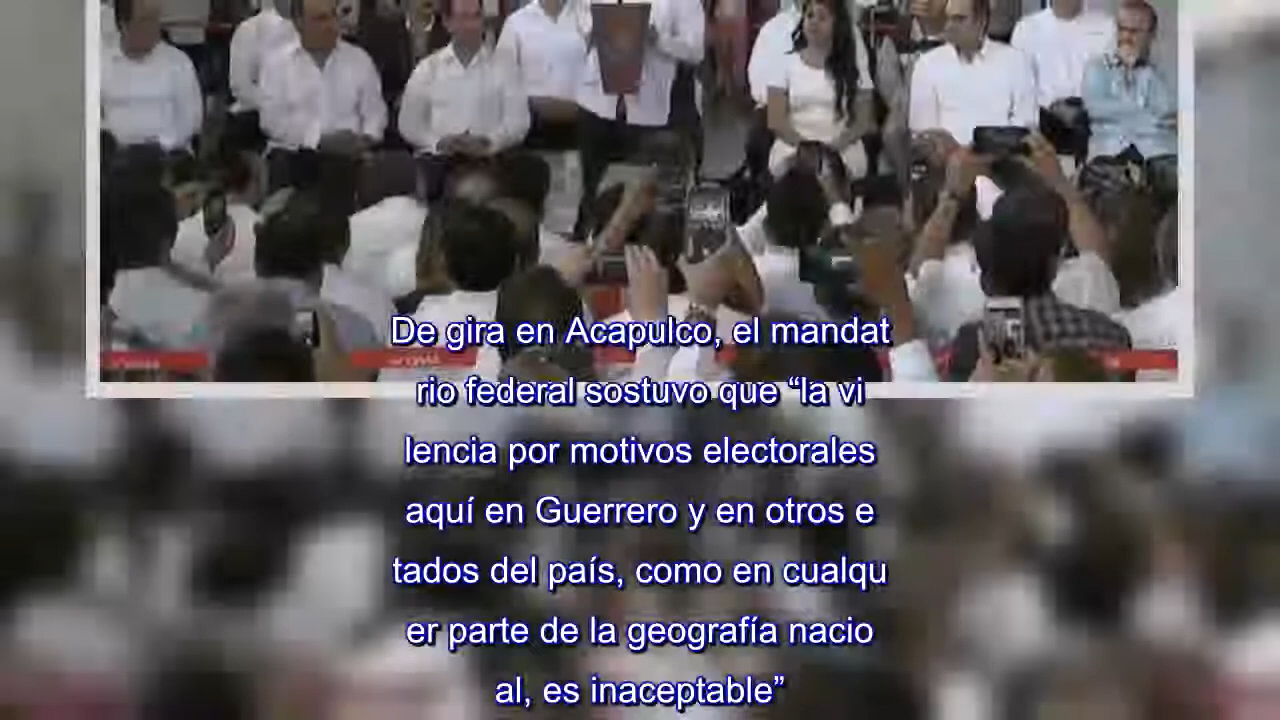 De gira en Acapulco, el mandat
rio federal sostuvo que “la vi
lencia por motivos electorales
aquí en Guerrero y en otros e
tados del país, como en cualqu
er parte de la geografía nacio
al, es inaceptable”